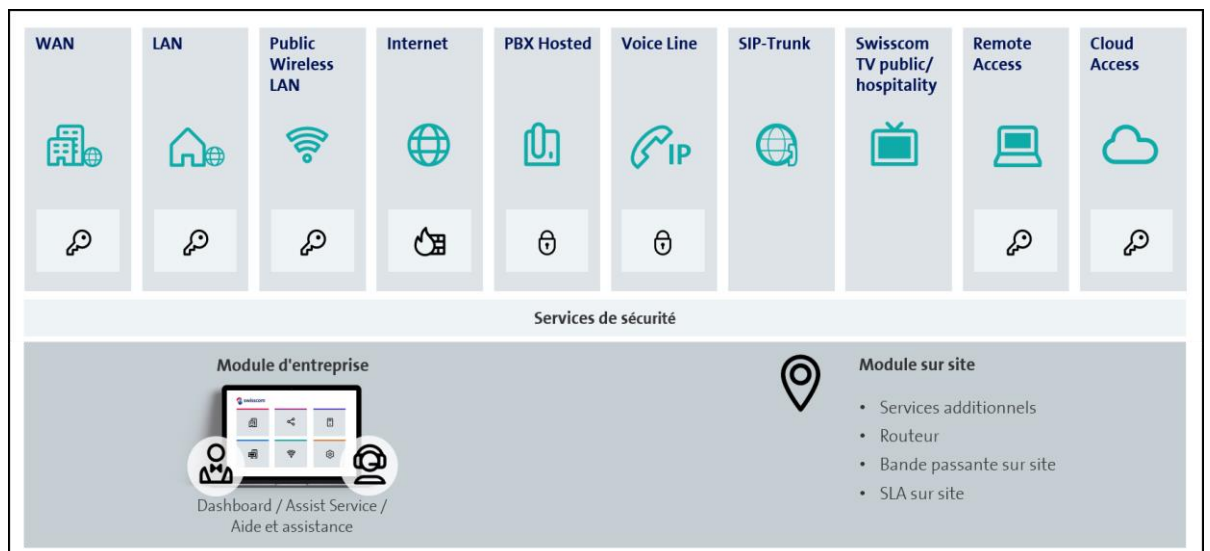 WAN
LAN
Public
Wireless
LAN
Internet
PBX Hosted
Voice Line
SIP-Trunk
Swisscom
TV public/
hospitality
Remote
Access
Cloud
Access
IP
Services de sécurité
Module d'entreprise
swisscom
Dashboard / Assist Service /
Aide et assistance
Module sur site
• Services additionnels
• Routeur
• Bande passante sur site
• SLA sur site